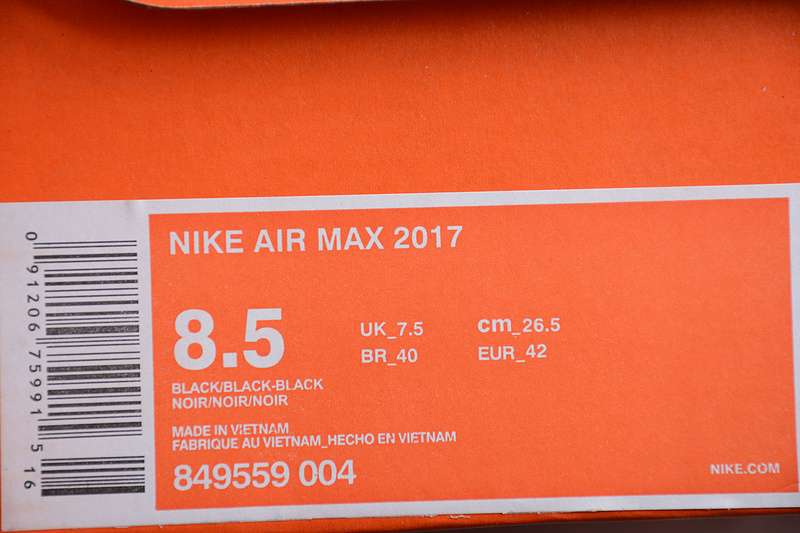 NIKE AIR MAX 2017
8.5
UK_7.5
cm_26.5
BR_40
EUR_42
BLACK/BLACK-BLACK
NOIR/NOIR/NOIR
MADE IN VIETNAM
FABRIQUE AU VIETNAM_HECHO EN VIETNAM
849559 004
NIKE.COM
0 91206 75991 5 16